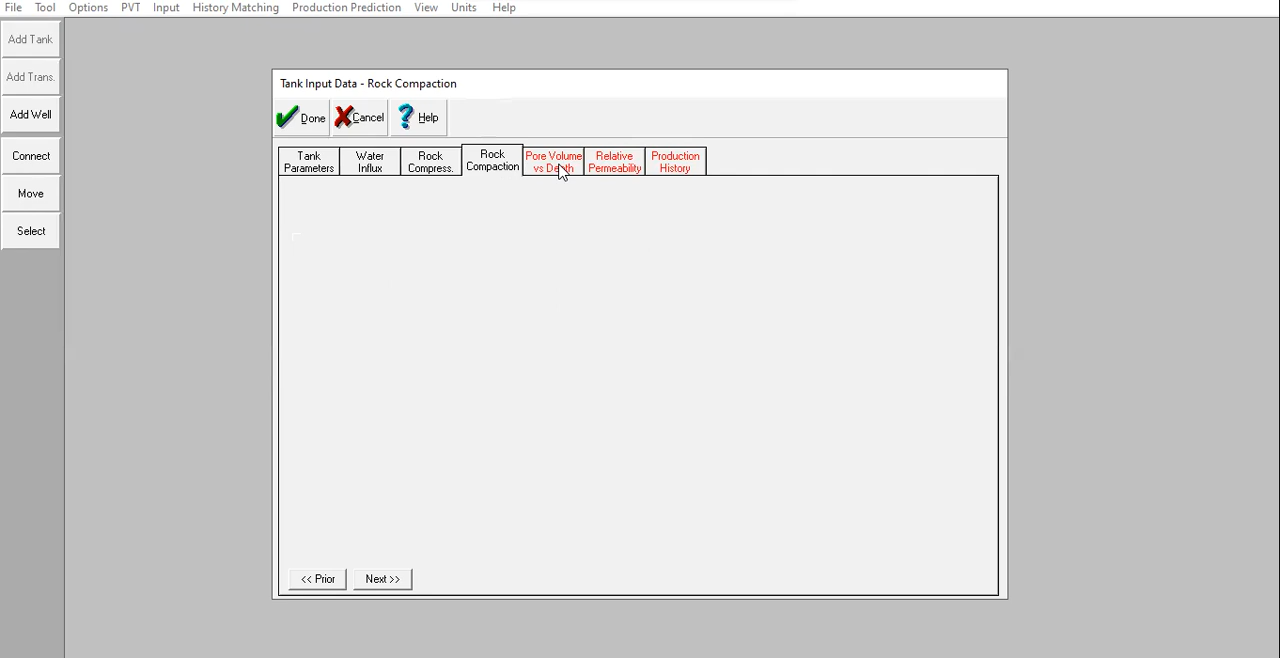 File Tool Options PVT Input History Matching Production Prediction View Units Help
Add Tank
Add Trans.
Add Well
Connect
Move
Select
Tank Input Data - Rock Compaction
Done Cancel ? Help
Tank Parameters
Water Influx
Rock Compress.
Rock Compaction
Pore Volume vs Depth
Relative Permeability
Production History
<< Prior Next >>